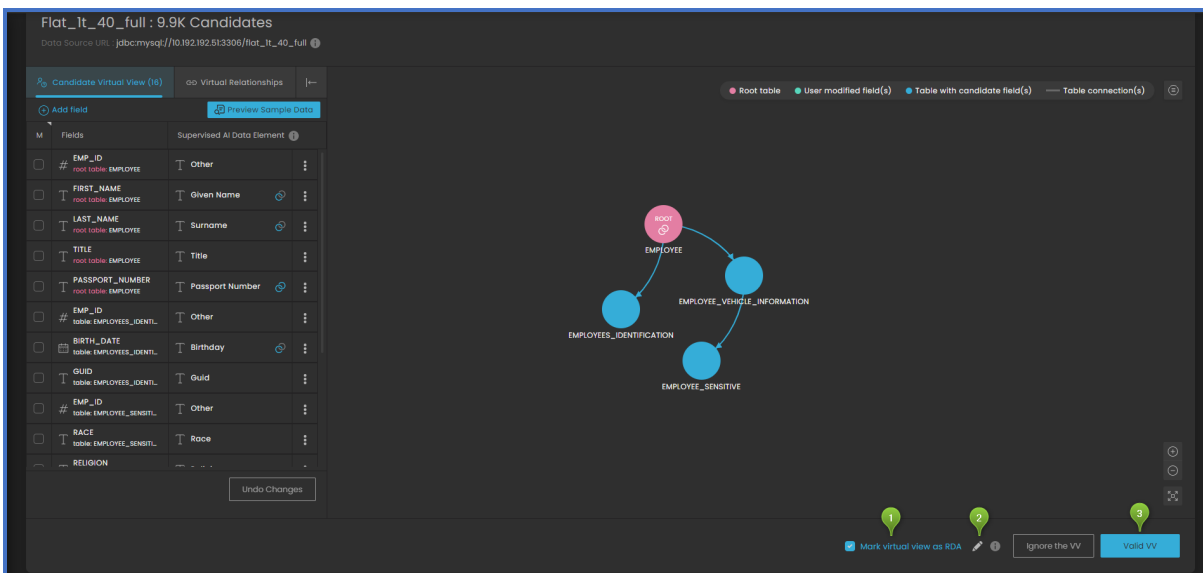 Flat_1t_40_full : 9.9K Candidates
Data Source URL : jdbc:mysql://10.192.192.51:3306/flat_1t_40_full
Candidate Virtual View (16) Virtual Relationships
Add field Preview Sample Data
M Fields Supervised AI Data Element
EMP_ID
root table: EMPLOYEE
Other
FIRST_NAME
root table: EMPLOYEE
Given Name
LAST_NAME
root table: EMPLOYEE
Surname
TITLE
root table: EMPLOYEE
Title
PASSPORT_NUMBER
root table: EMPLOYEE
Passport Number
EMP_ID
table: EMPLOYEES_IDENTI...
Other
BIRTH_DATE
table: EMPLOYEES_IDENTI...
Birthday
GUID
table: EMPLOYEES_IDENTI...
Guid
EMP_ID
table: EMPLOYEE_SENSITI...
Other
RACE
table: EMPLOYEE_SENSITI...
Race
RELIGION
Undo Changes
Root table User modified field(s) Table with candidate field(s) Table connection(s)
ROOT
EMPLOYEE
EMPLOYEE_VEHICLE_INFORMATION
EMPLOYEES_IDENTIFICATION
EMPLOYEE_SENSITIVE
1 2 3
Mark virtual view as RDA Ignore the VV Valid VV